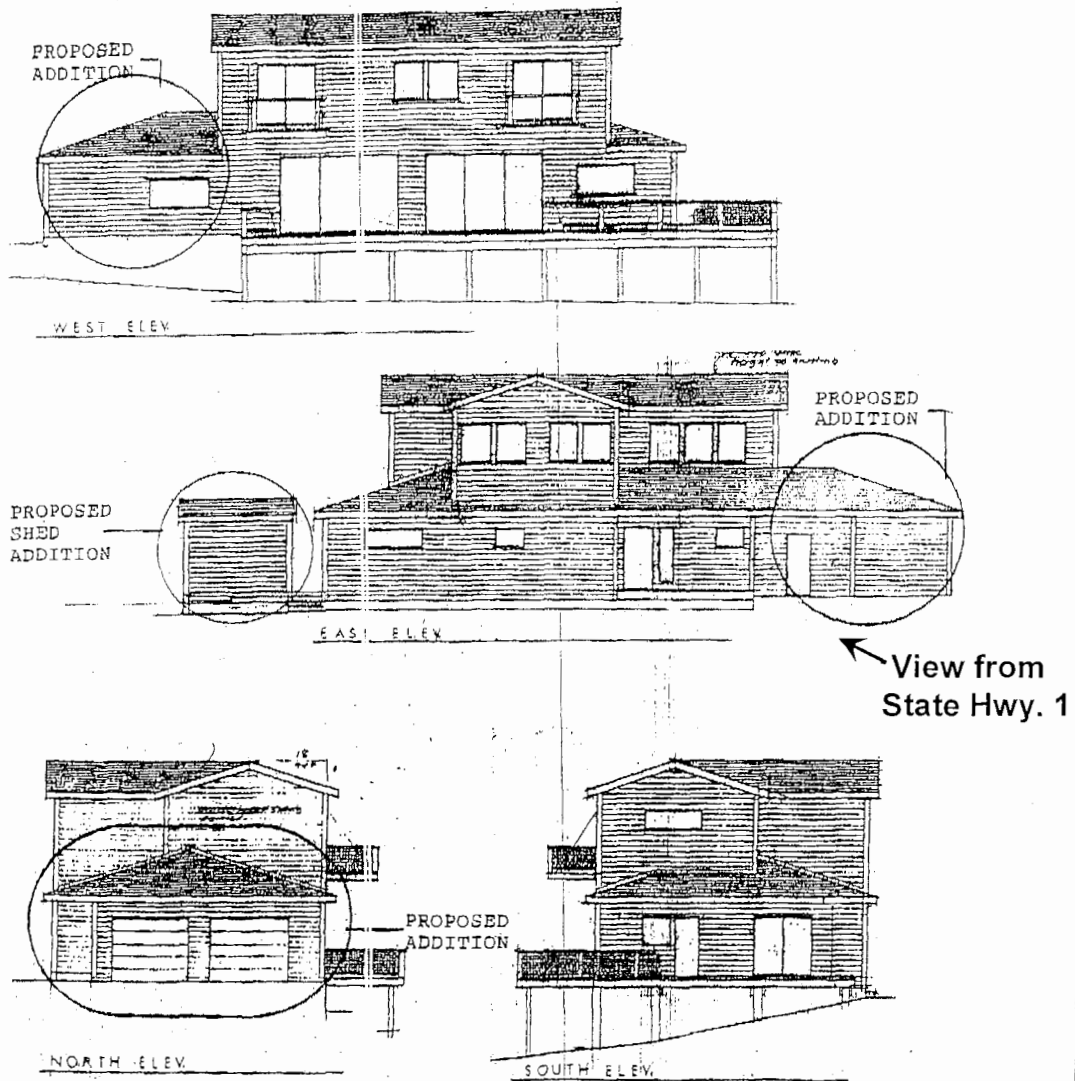 PROPOSED
ADDITION
WEST ELEV.
PROPOSED
ADDITION
PROPOSED
SHED
ADDITION
EAST ELEV.
View from
State Hwy. 1
18
PROPOSED
ADDITION
NORTH ELEV.
SOUTH ELEV.